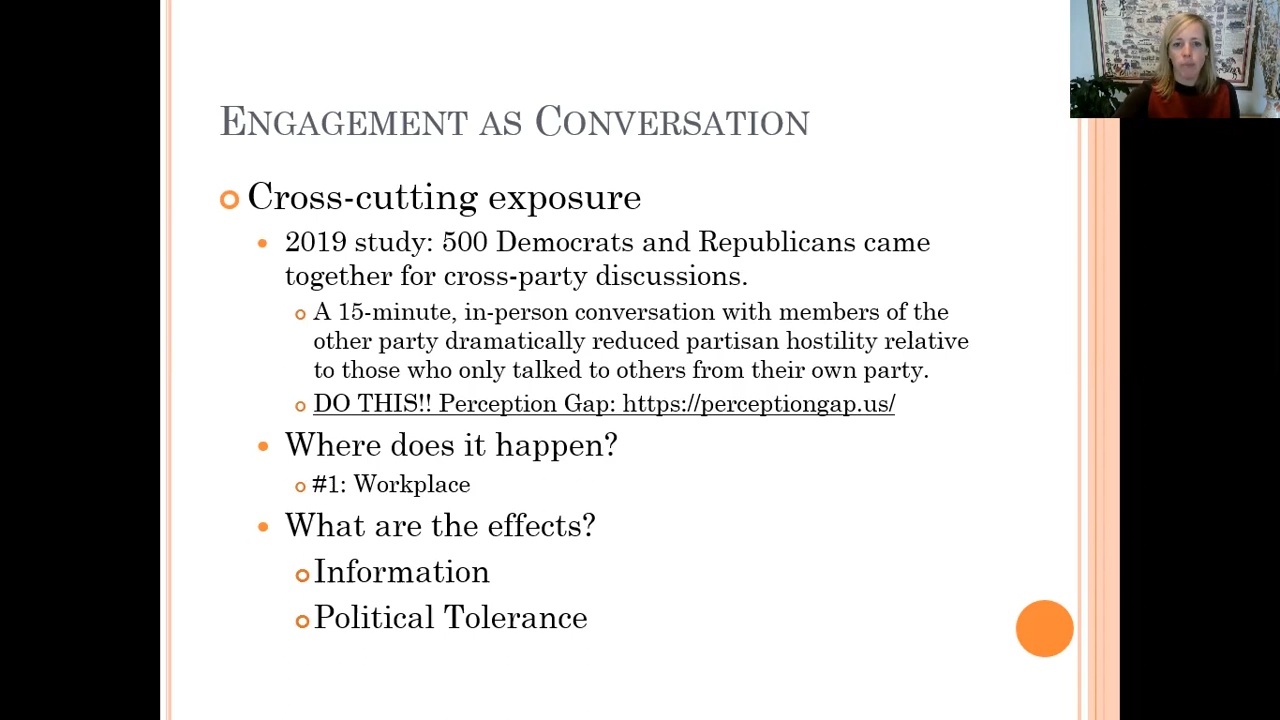 Engagement as Conversation
Cross-cutting exposure
2019 study: 500 Democrats and Republicans came
together for cross-party discussions.
A 15-minute, in-person conversation with members of the
other party dramatically reduced partisan hostility relative
to those who only talked to others from their own party.
DO THIS!! Perception Gap: https://perceptiongap.us/
Where does it happen?
#1: Workplace
What are the effects?
Information
Political Tolerance